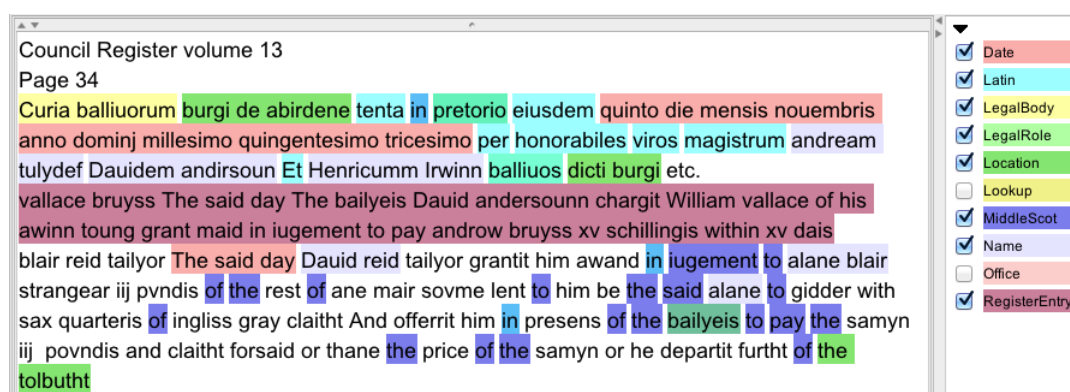 Council Register volume 13
Page 34
Curia balliuorum burgi de abirdene tenta in pretorio eiusdem quinto die mensis nouembris
anno dominj millesimo quingentesimo tricesimo per honorabiles viros magistrum andream
tulydef Dauidem andirsoun Et Henricumm Irwinn balliuos dicti burgi etc.
vallace bruyss The said day The bailyeis Dauid andersounn chargit William vallace of his
awinn toung grant maid in iugement to pay androw bruyss xv schillingis within xv dais
blair reid tailyor The said day Dauid reid tailyor grantit him awand in iugement to alane blair
strangear iij pvndis of the rest of ane mair sovme lent to him be the said alane to gidder with
sax quarteris of ingliss gray claitht And offerrit him in presens of the bailyeis to pay the samyn
iij povndis and claitht forsaid or thane the price of the samyn or he departit furtht of the
tolbutht
Date
Latin
LegalBody
LegalRole
Location
Lookup
MiddleScot
Name
Office
RegisterEntry